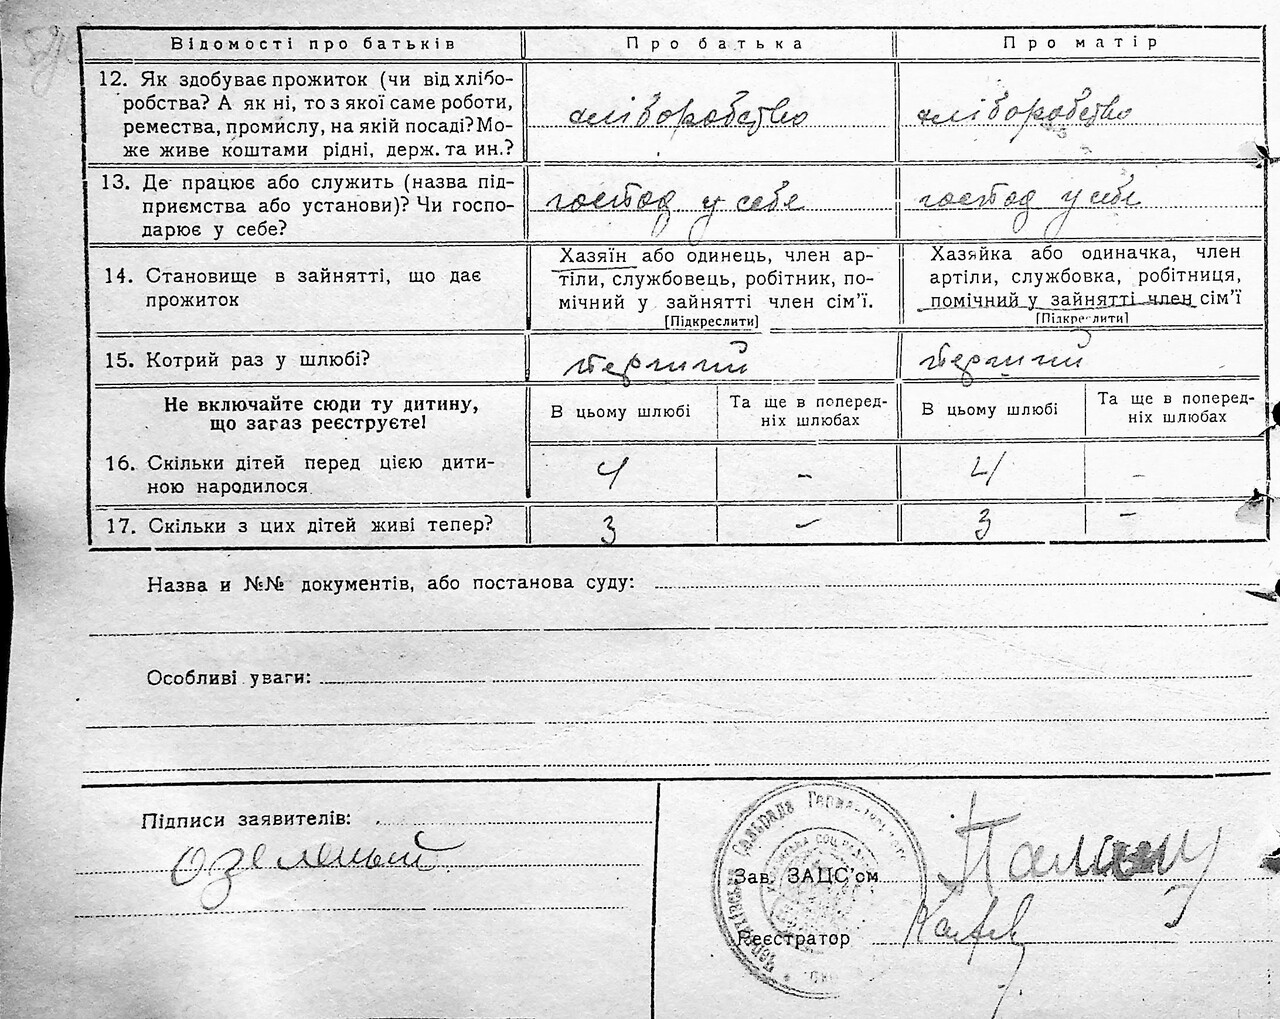 Відомості про батьків
Про батька
Про матір
12. Як здобуває прожиток (чи від хлібо-
робства? А як ні, то з якої саме роботи,
ремества, промислу, на якій посаді? Мо-
же живе коштами рідні, держ. та ин.?
хліборобство
хліборобство
13. Де працює або служить (назва під-
приємства або установи)? Чи госпо-
дарює у себе?
господ у себе
господ у себе
14. Становище в зайнятті, що дає
прожиток
Хазяїн або одинець, член ар-
тіли, службовець, робітник, по-
мічний у зайнятті член сім'ї.
[Підкреслити]
Хазяйка або одиначка, член
артіли, службовка, робітниця,
помічний у зайнятті член сім'ї
[Підкреслити]
15. Котрий раз у шлюбі?
перший
перший
Не включайте сюди ту дитину,
що загаз реєструєте!
В цьому шлюбі
Та ще в поперед-
ніх шлюбах
В цьому шлюбі
Та ще в поперед-
ніх шлюбах
16. Скільки дітей перед цією дити-
ною народилося
4
-
4
-
17. Скільки з цих дітей живі тепер?
3
-
3
-
Назва и №№ документів, або постанова суду:
Особливі уваги:
Підписи заявителів:
Озеляный
Зав. ЗАЦС'ом
Реєстратор
Сельрада